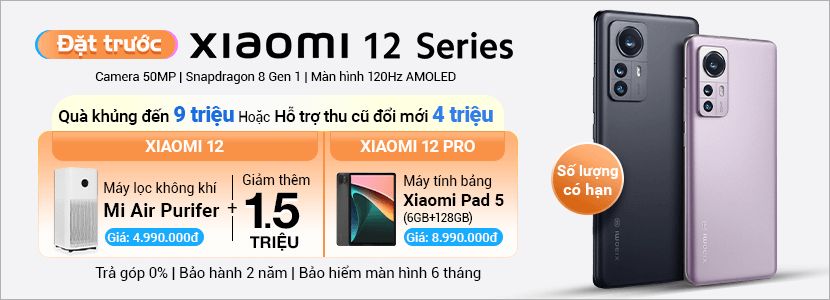 Đặt trước XIAOMI 12 Series
Camera 50MP | Snapdragon 8 Gen 1 | Màn hình 120Hz AMOLED
Quà khủng đến 9 triệu Hoặc Hỗ trợ thu cũ đổi mới 4 triệu
XIAOMI 12
Máy lọc không khí
Mi Air Purifer
Giá: 4.990.000đ
+
Giảm thêm
1.5
TRIỆU
XIAOMI 12 PRO
Máy tính bảng
Xiaomi Pad 5
(6GB+128GB)
Giá: 8.990.000đ
Trả góp 0% | Bảo hành 2 năm | Bảo hiểm màn hình 6 tháng
Số lượng
có hạn
XIAOMI
XIAOMI